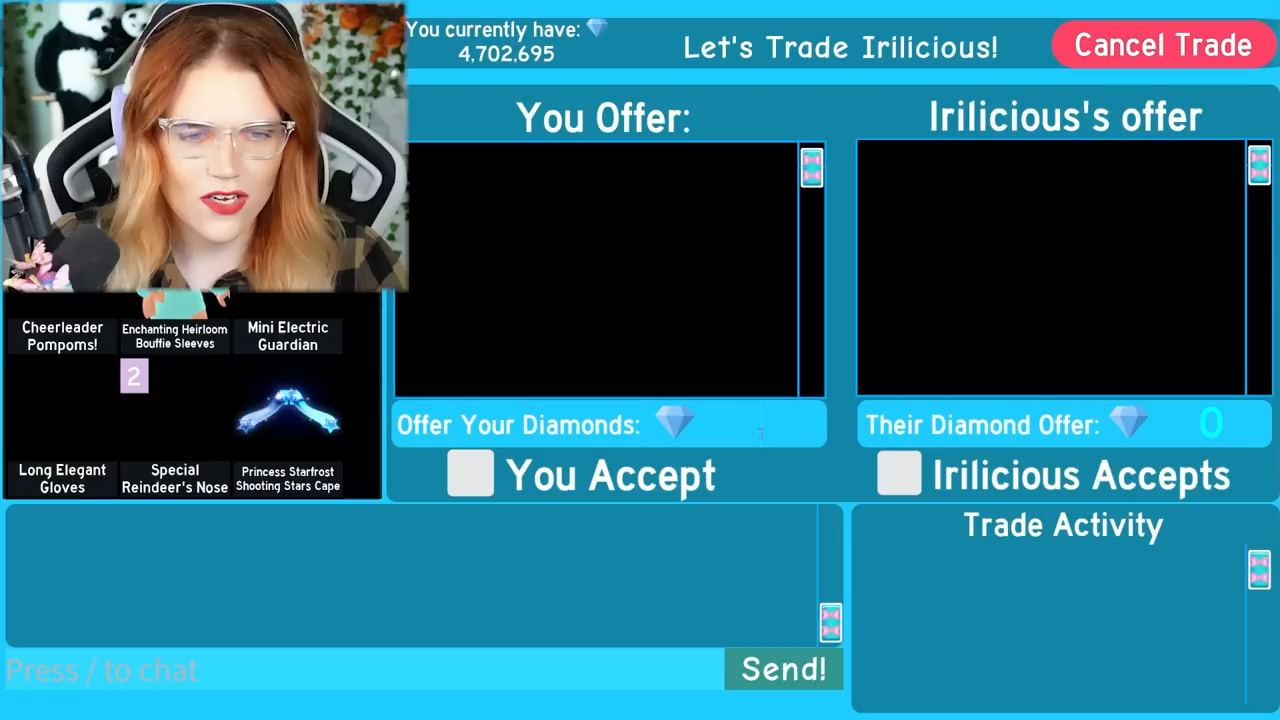 You currently have:
4,702,695
Let's Trade Irilicious!
Cancel Trade
You Offer:
Irilicious's offer
Cheerleader
Pompoms!
Enchanting Heirloom
Bouffie Sleeves
Mini Electric
Guardian
2
Long Elegant
Gloves
Special
Reindeer's Nose
Princess Starfrost
Shooting Stars Cape
Offer Your Diamonds:
Their Diamond Offer: 0
You Accept
Irilicious Accepts
Trade Activity
Press / to chat
Send!